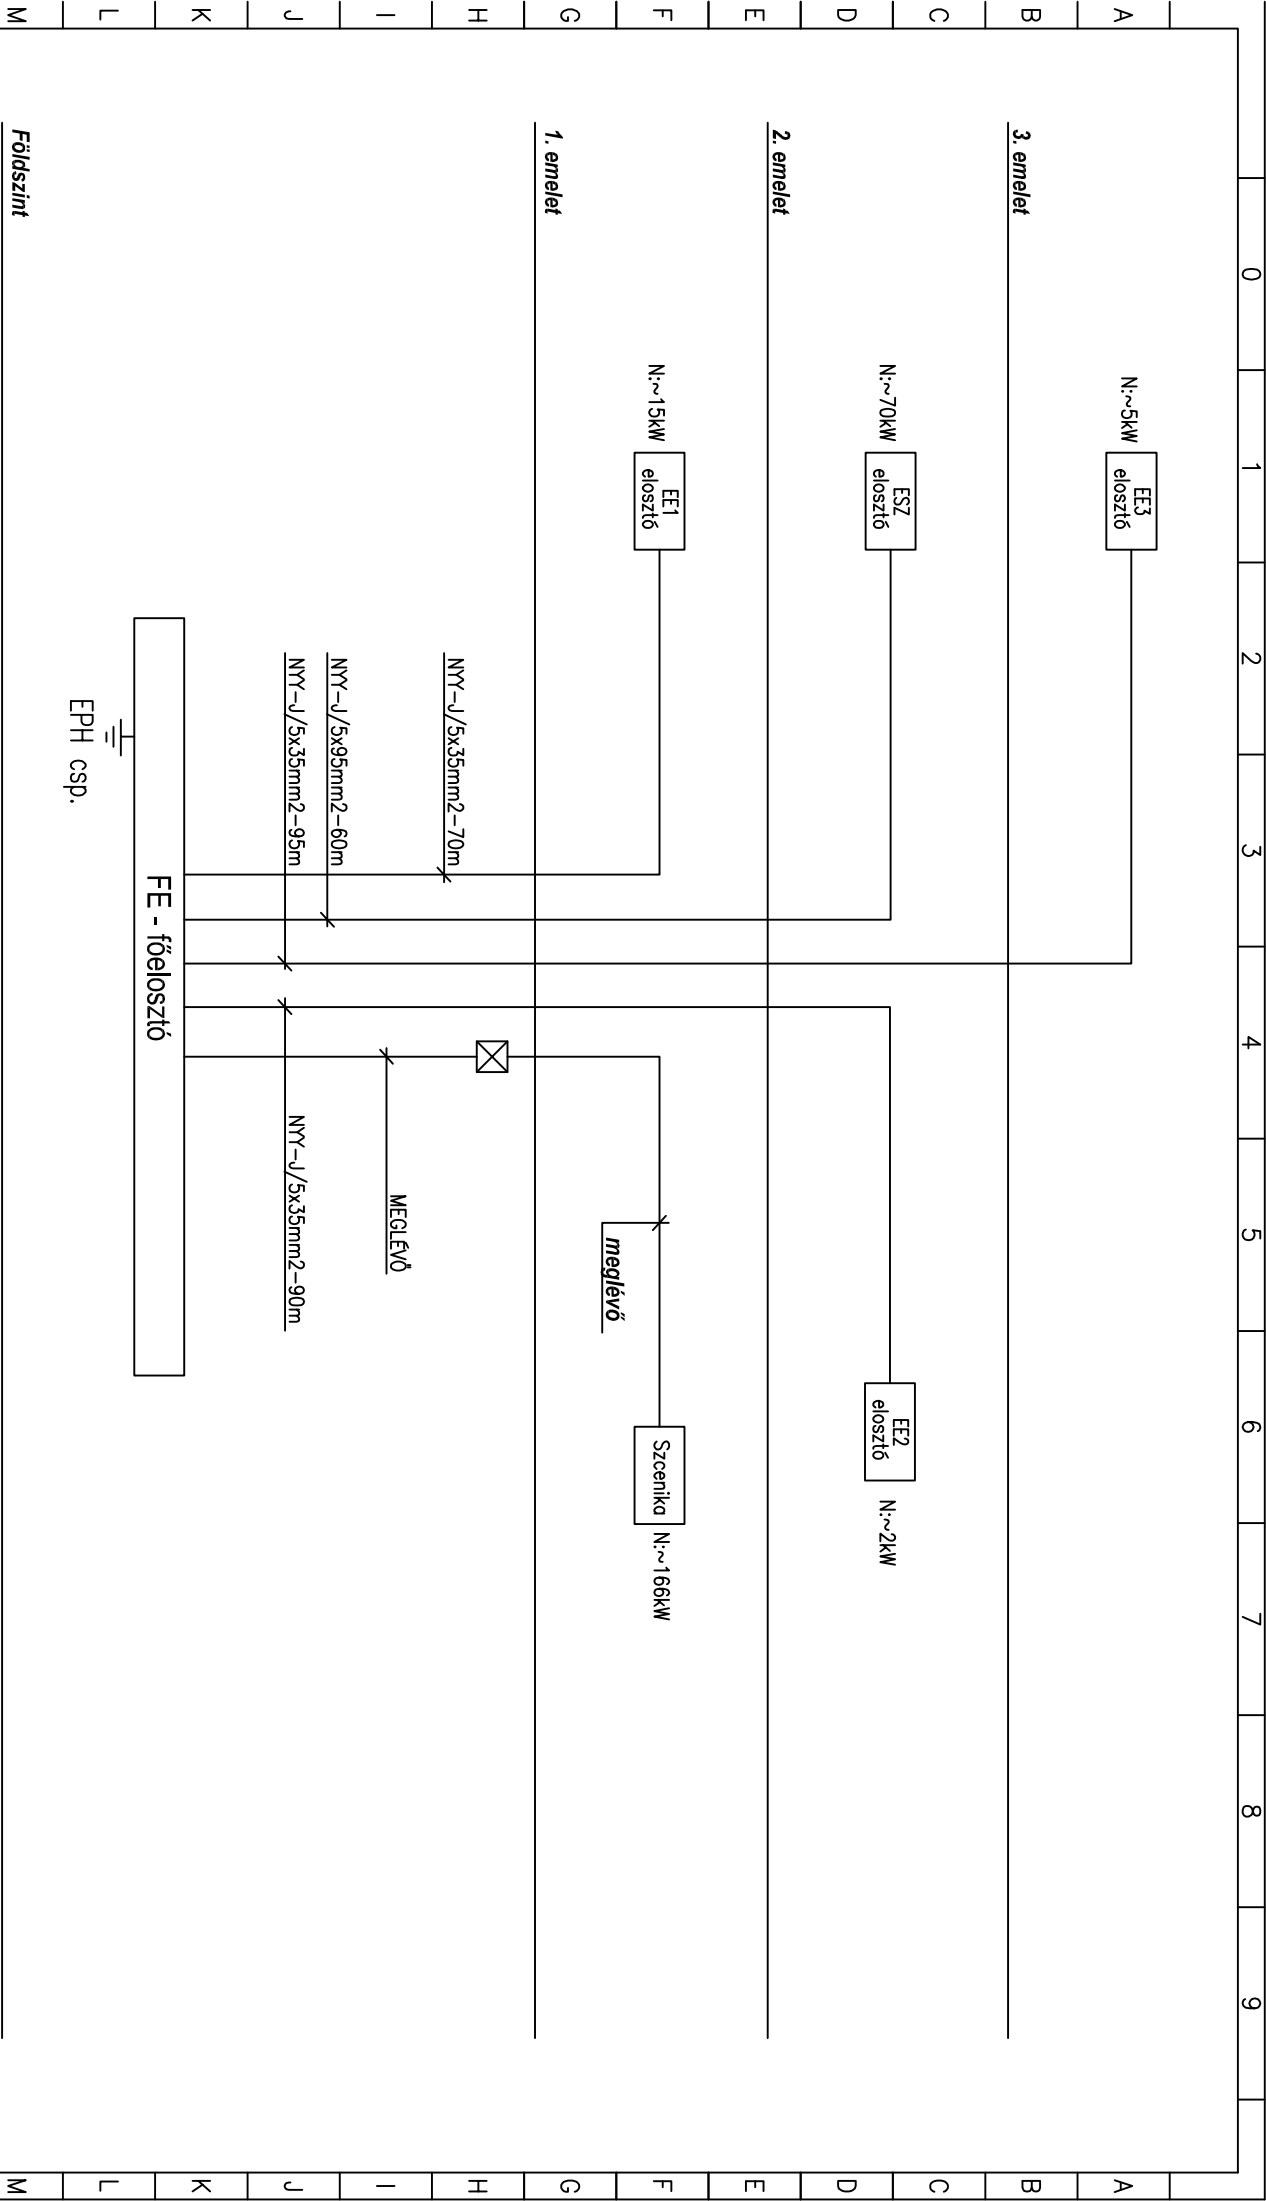 0 1 2 3 4 5 6 7 8 9
A A
B B
C C
D D
E E
F F
G G
H H
I I
J J
K K
L L
M M
3. emelet
N:~5kW
EE3
elosztó
2. emelet
N:~70kW
ESZ
elosztó
EE2
elosztó
N:~2kW
1. emelet
N:~15kW
EE1
elosztó
Szcenika
N:~166kW
meglévő
NYY-J/5x35mm2-70m
MEGLÉVŐ
NYY-J/5x95mm2-60m
NYY-J/5x35mm2-95m
NYY-J/5x35mm2-90m
FE - főelosztó
EPH csp.
Földszint